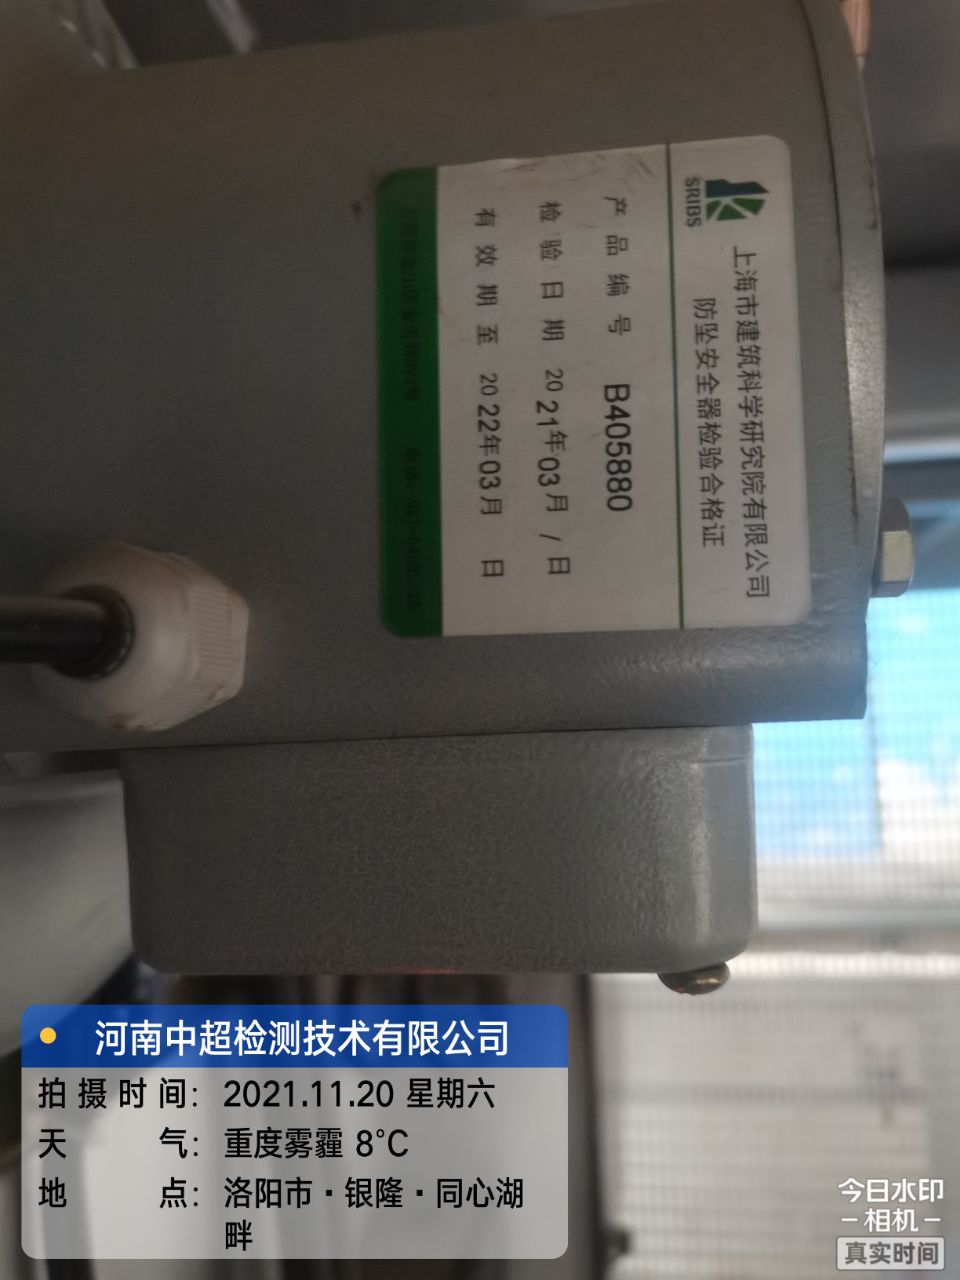 SRIBS
上海市建筑科学研究院有限公司
防坠安全器检验合格证
产品编号 B405880
检验日期 2021年03月/日
有效期至 2022年03月 日
河南中超检测技术有限公司
拍摄时间: 2021.11.20 星期六
天气: 重度雾霾 8°C
地点: 洛阳市·银隆·同心湖
畔
今日水印
相机
真实时间